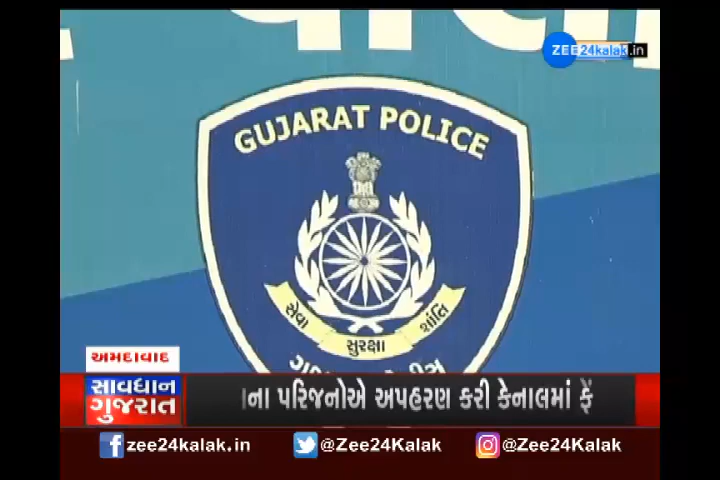 ZEE24kalak.in
GUJARAT POLICE
સેવા
સુરક્ષા
શાંતિ
અમદાવાદ
સાવધાન
ગુજરાત
ના પરિજનોએ અપહરણ કરી કેનાલમાં
zee24kalak.in
@Zee24Kalak
@Zee24Kalak